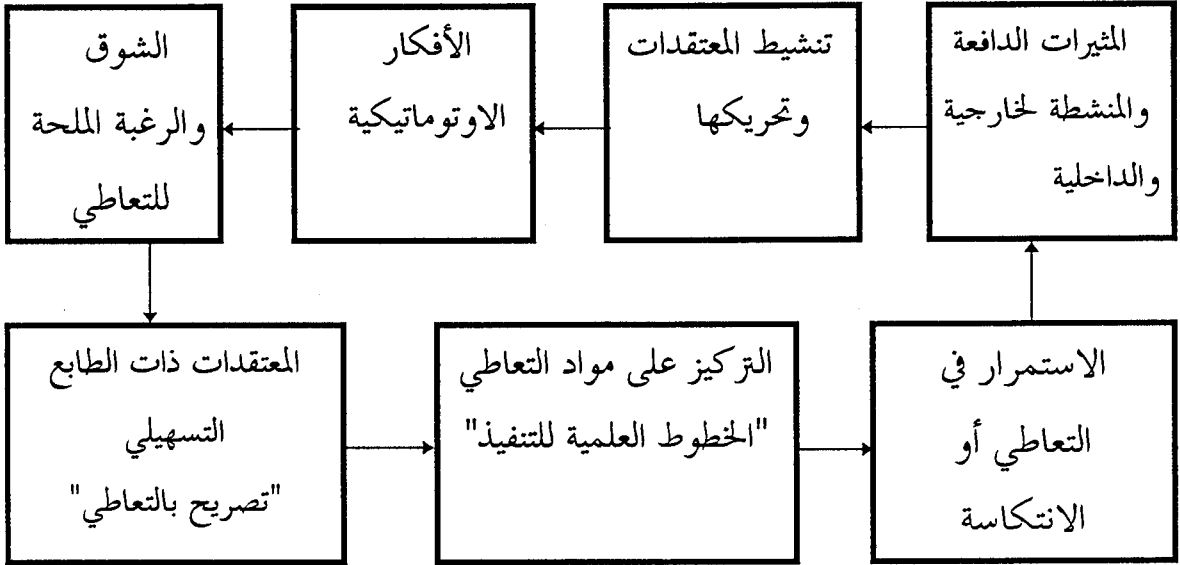 المثيرات الدافعة
والمنشطة لخارجية
والداخلية
تنشيط المعتقدات
وتحريكها
الأفكار
الاوتوماتيكية
الشوق
والرغبة الملحة
للتعاطي
المعتقدات ذات الطابع
التسهيلي
"تصريح بالتعاطي"
التركيز على مواد التعاطي
"الخطوط العلمية للتنفيذ"
الاستمرار في
التعاطي أو
الانتكاسة